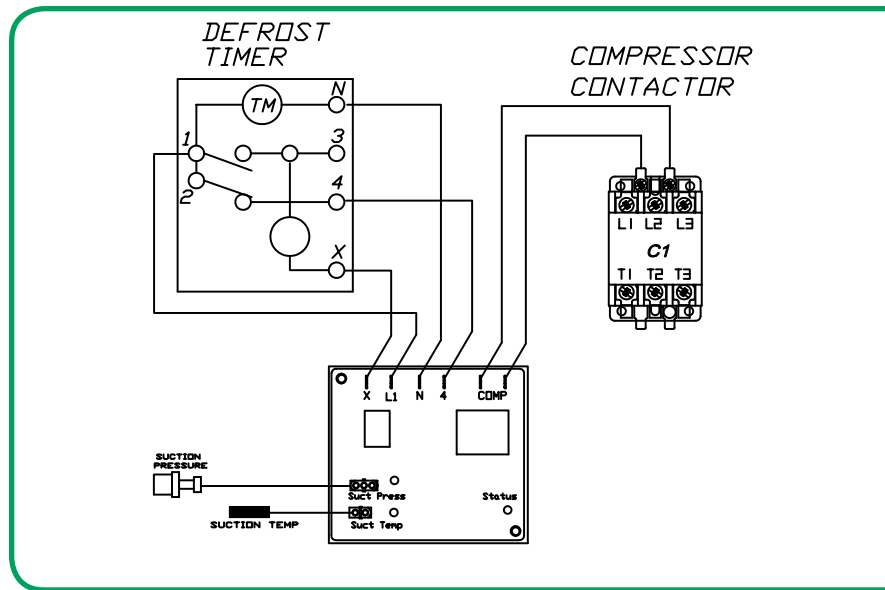 DEFROST
TIMER
COMPRESSOR
CONTACTOR
TM
N
1
3
2
4
X
L1 L2 L3
C1
T1 T2 T3
X L1 N 4 COMP
SUCTION
PRESSURE
Suct Press
Status
SUCTION TEMP
Suct Temp